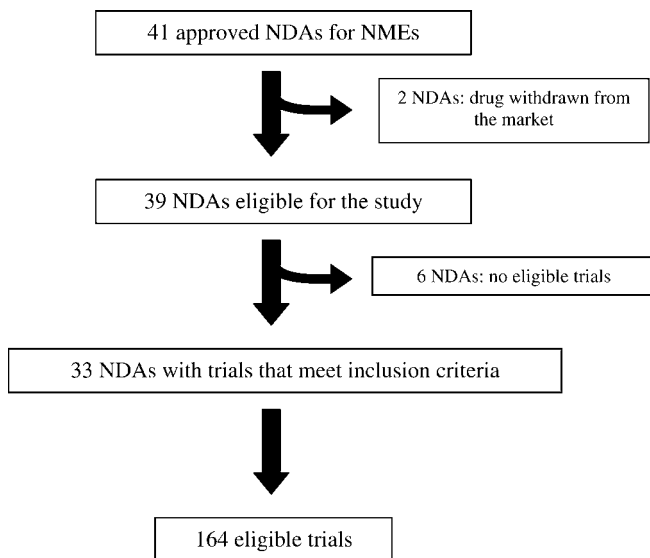 41 approved NDAs for NMEs
2 NDAs: drug withdrawn from
the market
39 NDAs eligible for the study
6 NDAs: no eligible trials
33 NDAs with trials that meet inclusion criteria
164 eligible trials